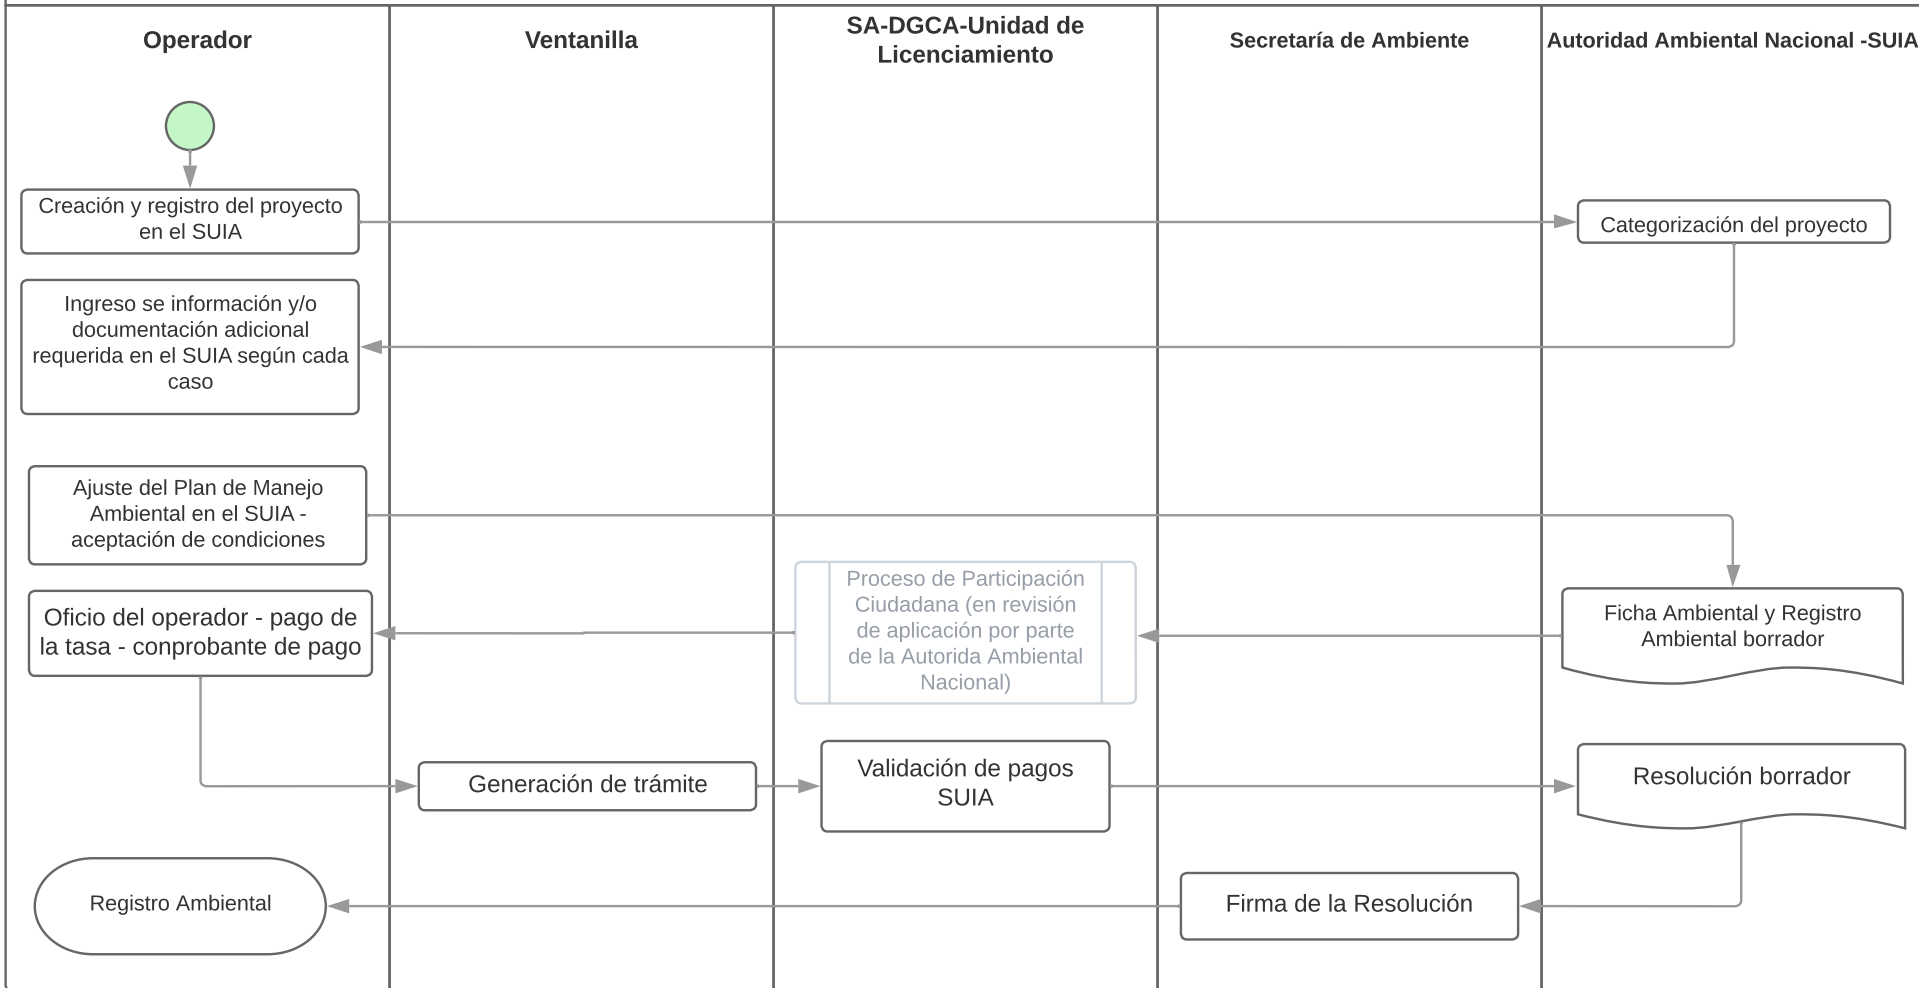 Operador
Ventanilla
SA-DGCA-Unidad de
Licenciamiento
Secretaría de Ambiente
Autoridad Ambiental Nacional -SUIA
Creación y registro del proyecto
en el SUIA
Categorización del proyecto
Ingreso se información y/o
documentación adicional
requerida en el SUIA según cada
caso
Ajuste del Plan de Manejo
Ambiental en el SUIA -
aceptación de condiciones
Oficio del operador - pago de
la tasa - conprobante de pago
Proceso de Participación
Ciudadana (en revisión
de aplicación por parte
de la Autorida Ambiental
Nacional)
Ficha Ambiental y Registro
Ambiental borrador
Generación de trámite
Validación de pagos
SUIA
Resolución borrador
Registro Ambiental
Firma de la Resolución